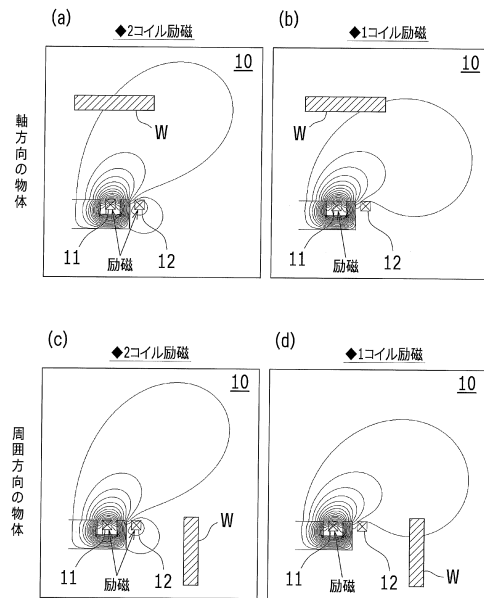 (a)
◆2コイル励磁
10
W
11
励磁
12
(b)
◆1コイル励磁
10
W
11
励磁
12
軸方向の物体
(c)
◆2コイル励磁
10
W
11
励磁
12
(d)
◆1コイル励磁
10
W
11
励磁
12
周囲方向の物体